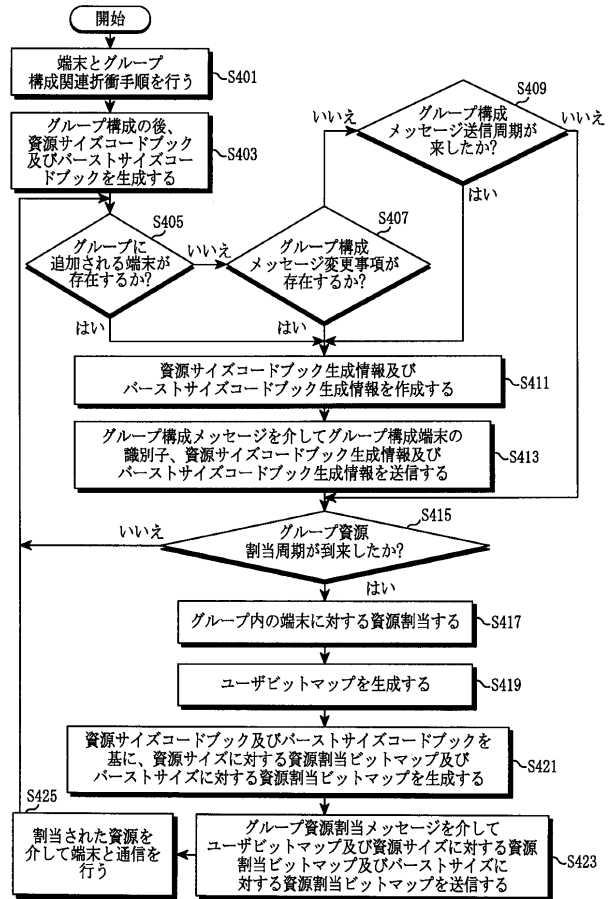 開始
端末とグループ
構成関連折衝手順を行う
S401
グループ構成の後、
資源サイズコードブック
及びバーストサイズコー
ドブックを生成する
S403
グループに
追加される端末が
存在するか?
S405
いいえ
はい
グループ構成
メッセージ変更事項が
存在するか?
S407
いいえ
はい
グループ構成
メッセージ送信周期が
来したか?
S409
いいえ
はい
資源サイズコードブック生成情報及び
バーストサイズコードブック生成情報を作成する
S411
グループ構成メッセージを介してグループ構成端末の
識別子、資源サイズコードブック生成情報及び
バーストサイズコードブック生成情報を送信する
S413
グループ資源
割当周期が到来したか?
S415
いいえ
はい
グループ内の端末に対する資源割当する
S417
ユーザビットマップを生成する
S419
資源サイズコードブック及びバーストサイズコードブックを
基に、資源サイズに対する資源割当ビットマップ及び
バーストサイズに対する資源割当ビットマップを生成する
S421
グループ資源割当メッセージを介して
ユーザビットマップ及び資源サイズに対する資源
割当ビットマップ及びバーストサイズに
対する資源割当ビットマップを送信する
S423
S425
割当された資源を
介して端末と通信を
行う